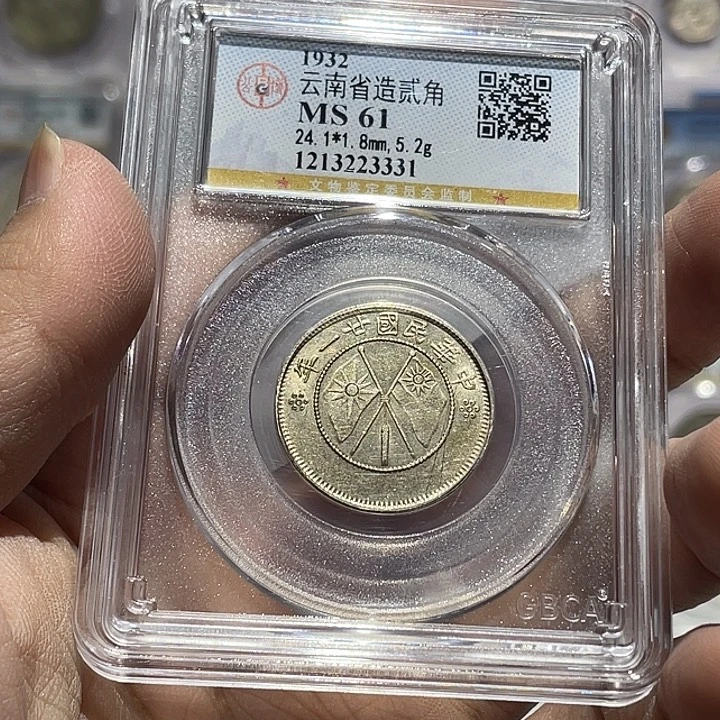 1932
云南省造贰角
MS 61
24.1*1.8mm,5.2g
1213223331
文物鉴定委员会监制
中華民國廿一年
GBCA